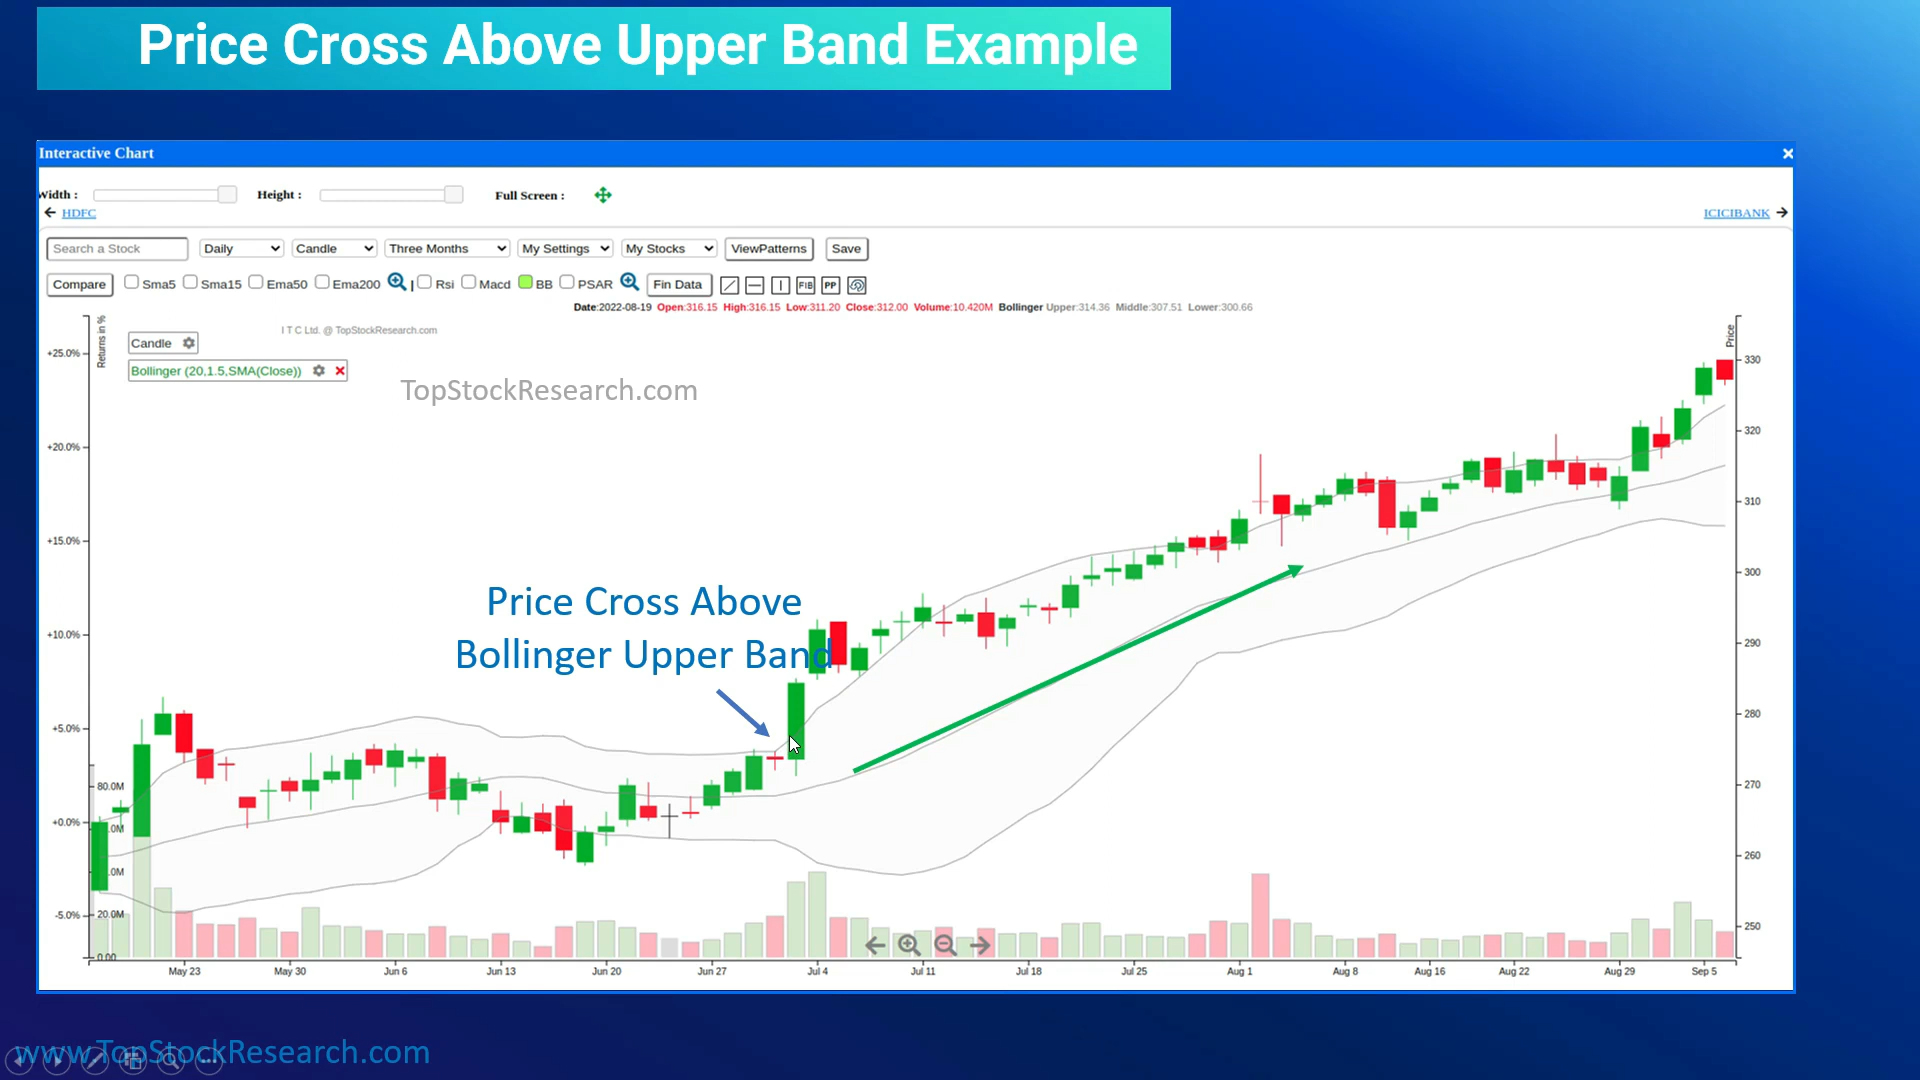 Price Cross Above Upper Band Example
Interactive Chart
Width :
Height :
Full Screen :
HDFC
ICICIBANK
Search a Stock
Daily
Candle
Three Months
My Settings
My Stocks
ViewPatterns
Save
Compare
Sma5
Sma15
Ema50
Ema200
Rsi
Macd
BB
PSAR
Fin Data
FIB
PP
Date:2022-08-19 Open:316.15 High:316.15 Low:311.20 Close:312.00 Volume:10.420M Bollinger Upper:314.36 Middle:307.51 Lower:300.66
Returns in %
I T C Ltd. @ TopStockResearch.com
Price
Candle
Bollinger (20,1.5,SMA(Close))
TopStockResearch.com
+25.0%
+20.0%
+15.0%
+10.0%
+5.0%
+0.0%
-5.0%
330
320
310
300
290
280
270
260
250
Price Cross Above
Bollinger Upper Band
80.0M
20.0M
0.00
May 23
May 30
Jun 6
Jun 13
Jun 20
Jun 27
Jul 4
Jul 11
Jul 18
Jul 25
Aug 1
Aug 8
Aug 16
Aug 22
Aug 29
Sep 5
www.TopStockResearch.com